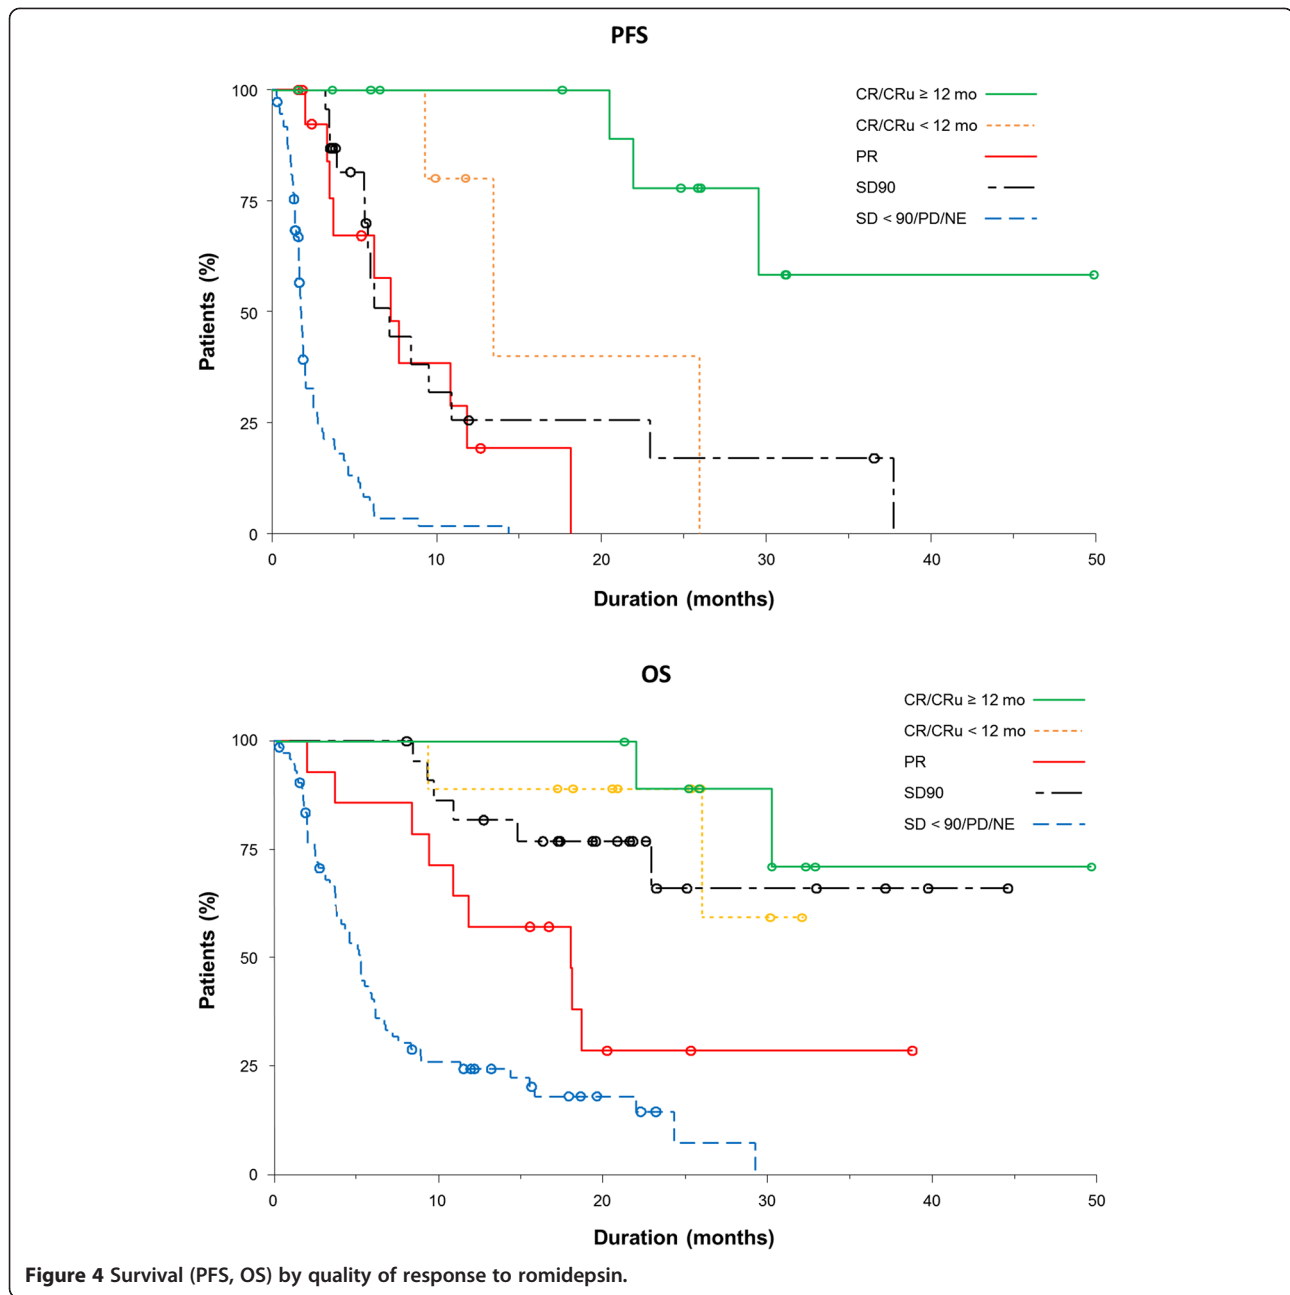 PFS
CR/CRu ≥ 12 mo
CR/CRu < 12 mo
PR
SD90
SD < 90/PD/NE
100
75
50
25
0
Patients (%)
0 10 20 30 40 50
Duration (months)
OS
CR/CRu ≥ 12 mo
CR/CRu < 12 mo
PR
SD90
SD < 90/PD/NE
100
75
50
25
0
Patients (%)
0 10 20 30 40 50
Duration (months)
Figure 4 Survival (PFS, OS) by quality of response to romidepsin.